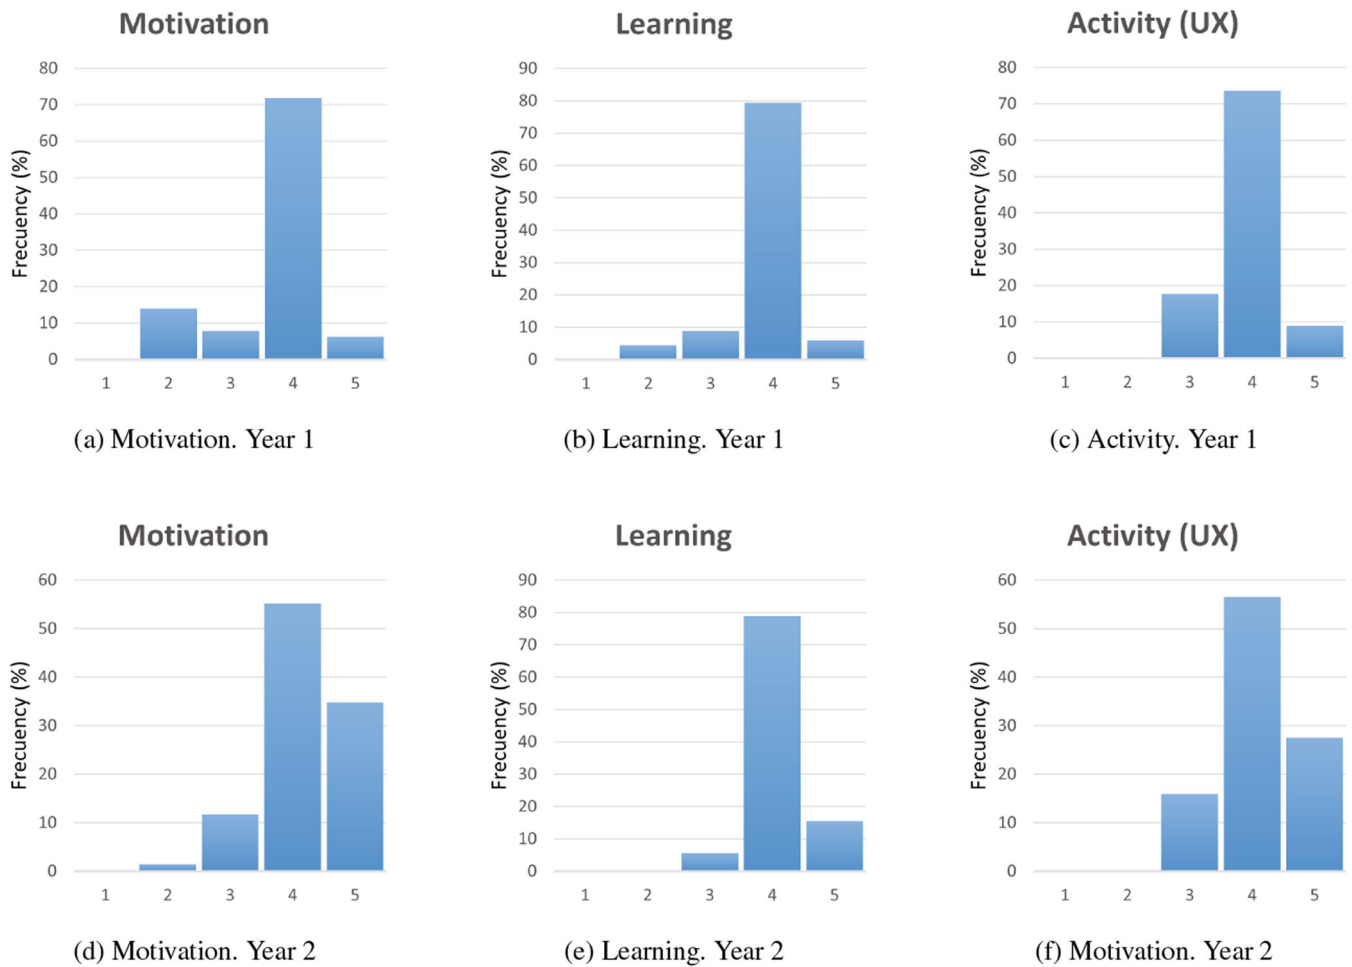 Motivation
Frecuency (%)
80
70
60
50
40
30
20
10
0
1 2 3 4 5
(a) Motivation. Year 1
Learning
Frecuency (%)
90
80
70
60
50
40
30
20
10
0
1 2 3 4 5
(b) Learning. Year 1
Activity (UX)
Frecuency (%)
80
70
60
50
40
30
20
10
0
1 2 3 4 5
(c) Activity. Year 1
Motivation
Frecuency (%)
60
50
40
30
20
10
0
1 2 3 4 5
(d) Motivation. Year 2
Learning
Frecuency (%)
90
80
70
60
50
40
30
20
10
0
1 2 3 4 5
(e) Learning. Year 2
Activity (UX)
Frecuency (%)
60
50
40
30
20
10
0
1 2 3 4 5
(f) Motivation. Year 2